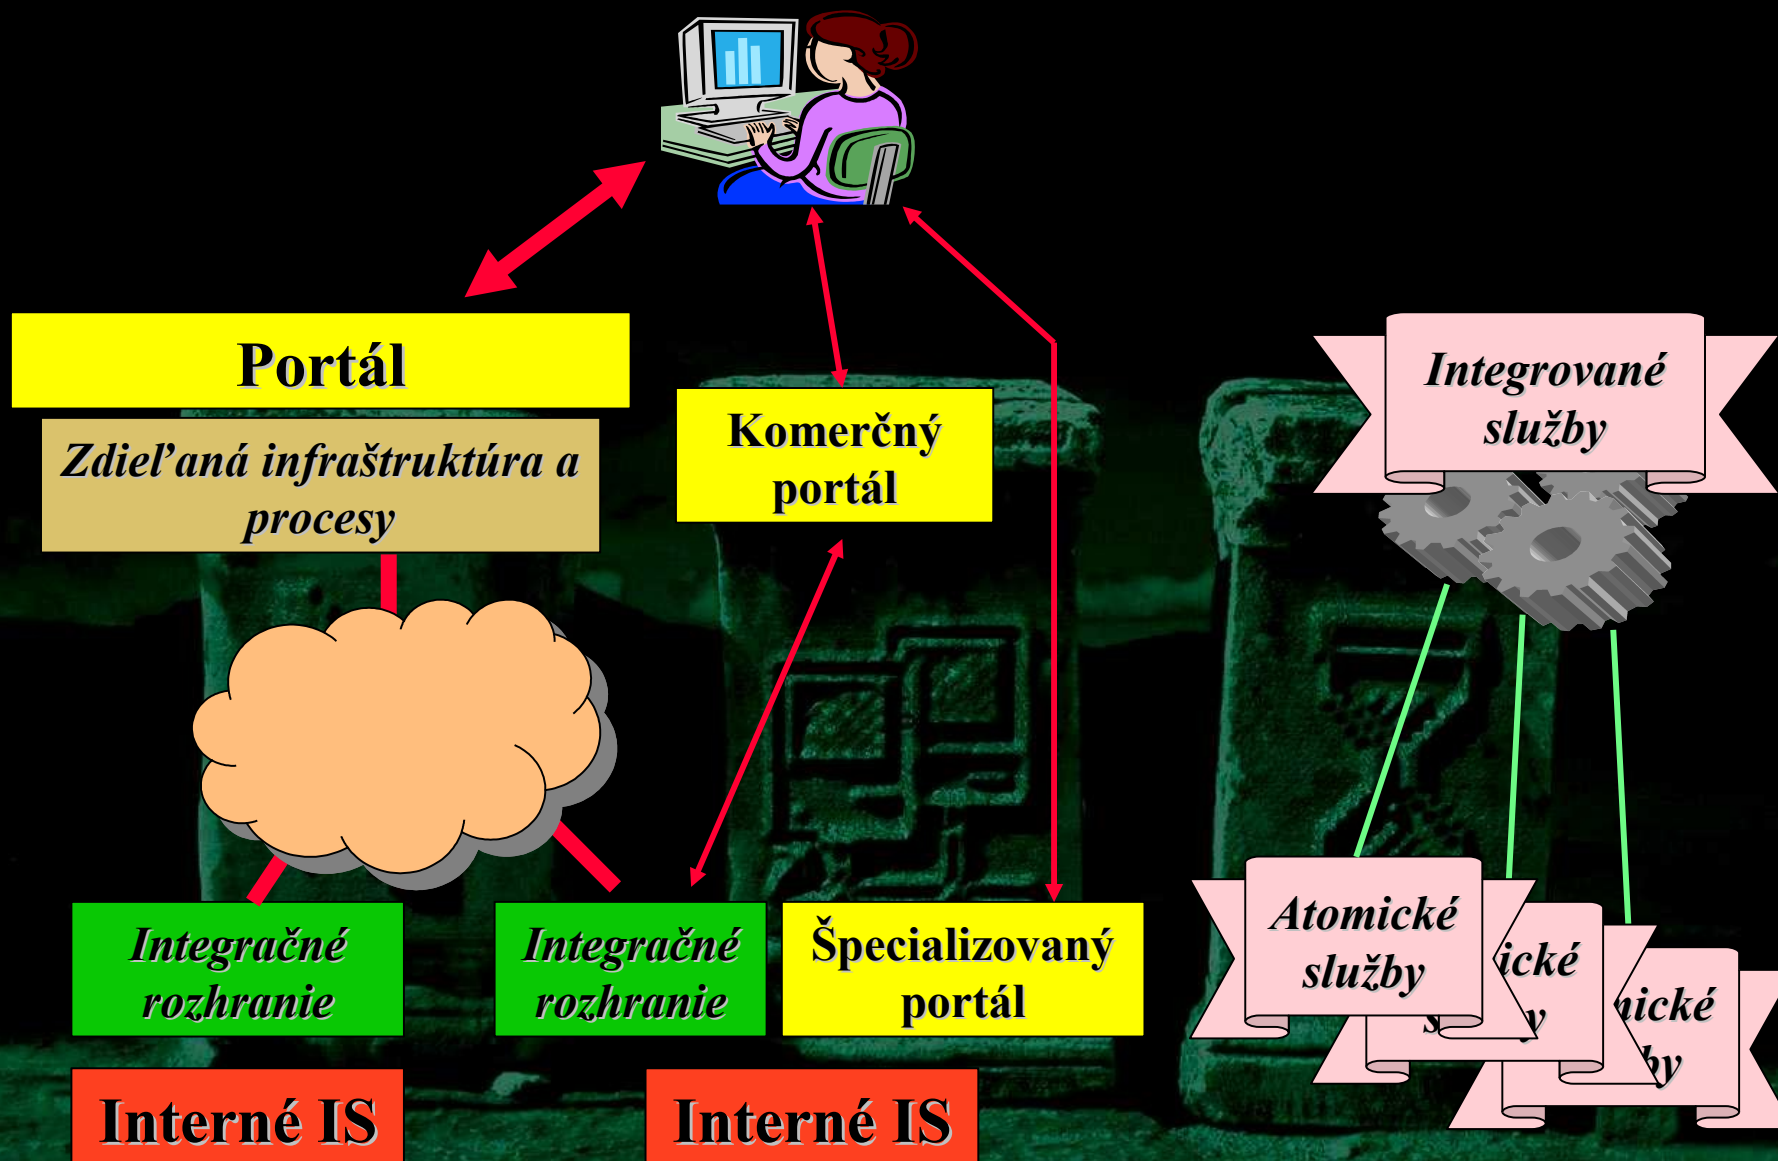 Portál
Zdieľaná infraštruktúra a
procesy
Komerčný
portál
Integrované
služby
Integračné
rozhranie
Integračné
rozhranie
Špecializovaný
portál
Atomické
služby
Interné IS
Interné IS